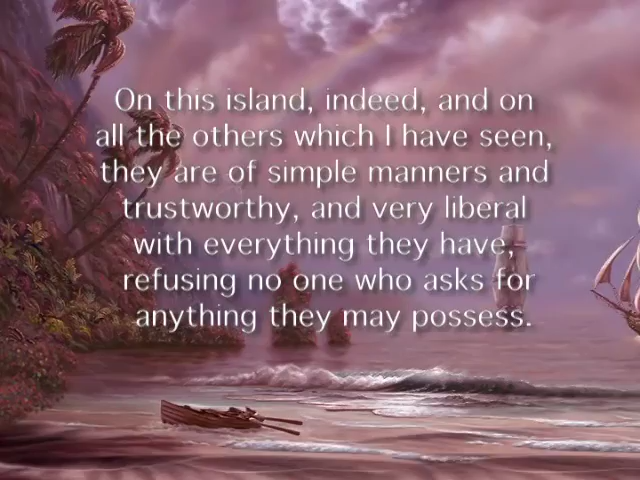 On this island, indeed, and on
all the others which I have seen,
they are of simple manners and
trustworthy, and very liberal
with everything they have,
refusing no one who asks for
anything they may possess.